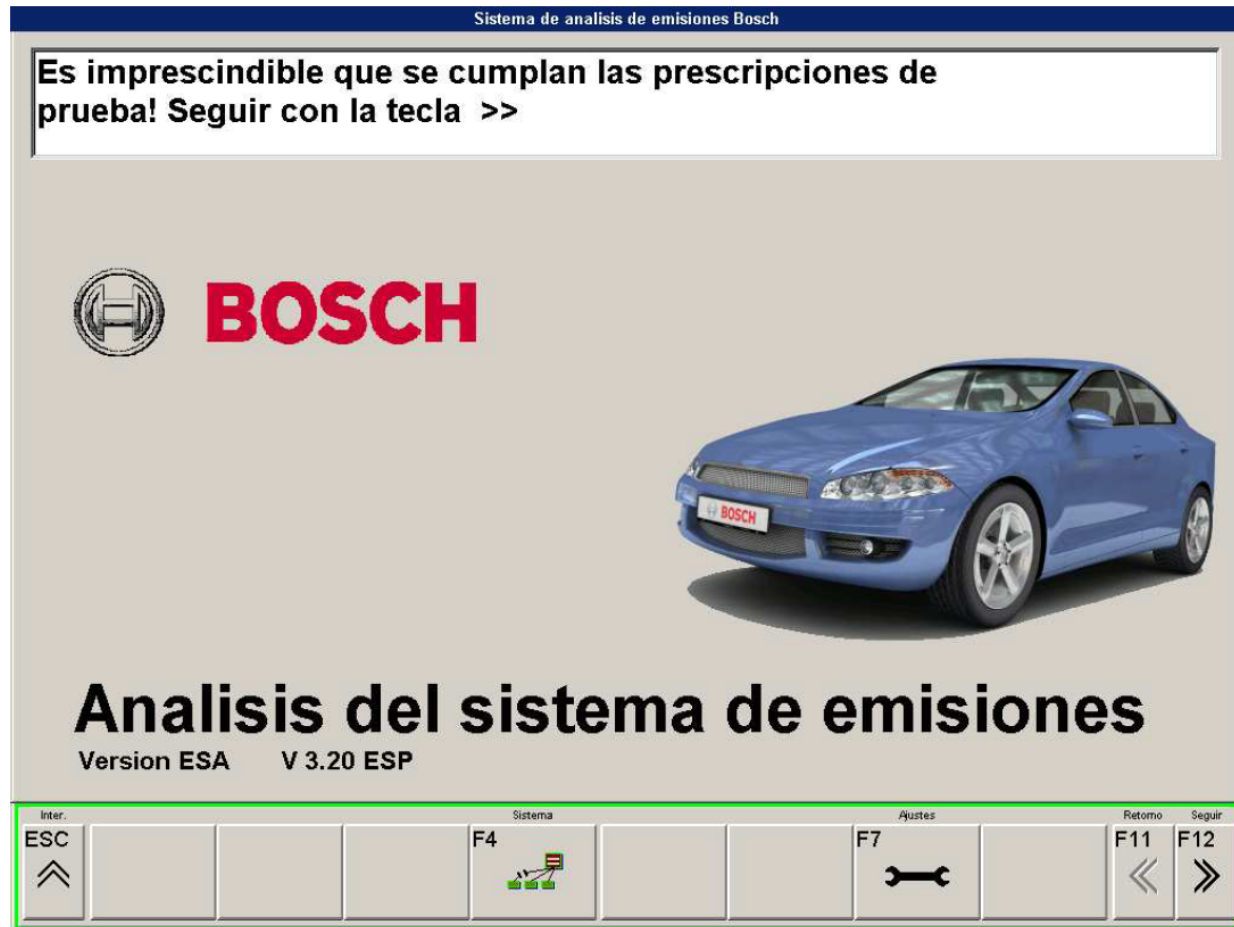 Sistema de analisis de emisiones Bosch
Es imprescindible que se cumplan las prescripciones de
prueba! Seguir con la tecla >>
BOSCH
BOSCH
Analisis del sistema de emisiones
Version ESA V 3.20 ESP
Inter. Sistema Ajustes Retorno Seguir
ESC F4 F7 F11 F12